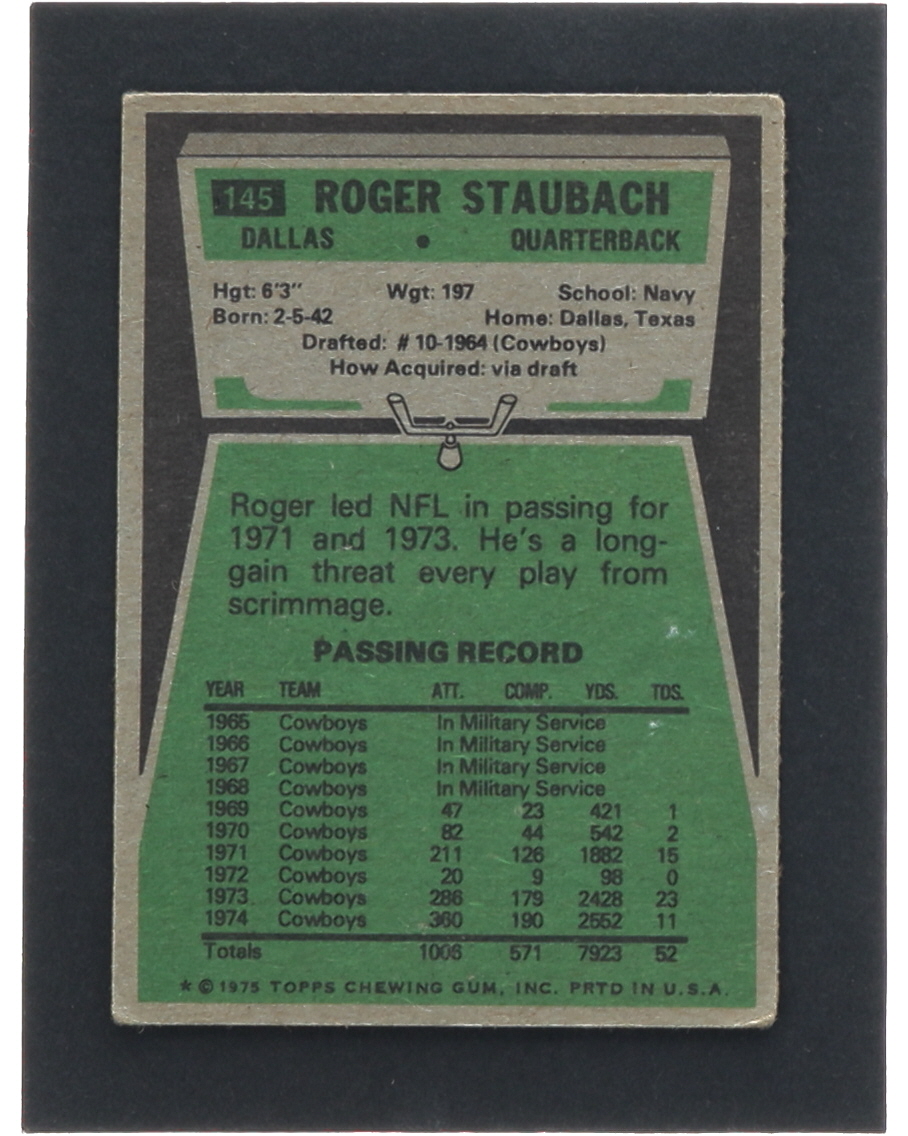 145 ROGER STAUBACH
DALLAS • QUARTERBACK
Hgt: 6'3" Wgt: 197 School: Navy
Born: 2-5-42 Home: Dallas, Texas
Drafted: # 10-1964 (Cowboys)
How Acquired: via draft
Roger led NFL in passing for
1971 and 1973. He's a long-
gain threat every play from
scrimmage.
PASSING RECORD
YEAR TEAM ATT. COMP. YDS. TDS.
1965 Cowboys In Military Service
1966 Cowboys In Military Service
1967 Cowboys In Military Service
1968 Cowboys In Military Service
1969 Cowboys 47 23 421 1
1970 Cowboys 82 44 542 2
1971 Cowboys 211 126 1882 15
1972 Cowboys 20 9 98 0
1973 Cowboys 286 179 2428 23
1974 Cowboys 360 190 2552 11
Totals 1006 571 7923 52
* © 1975 TOPPS CHEWING GUM, INC. PRTD IN U.S.A.